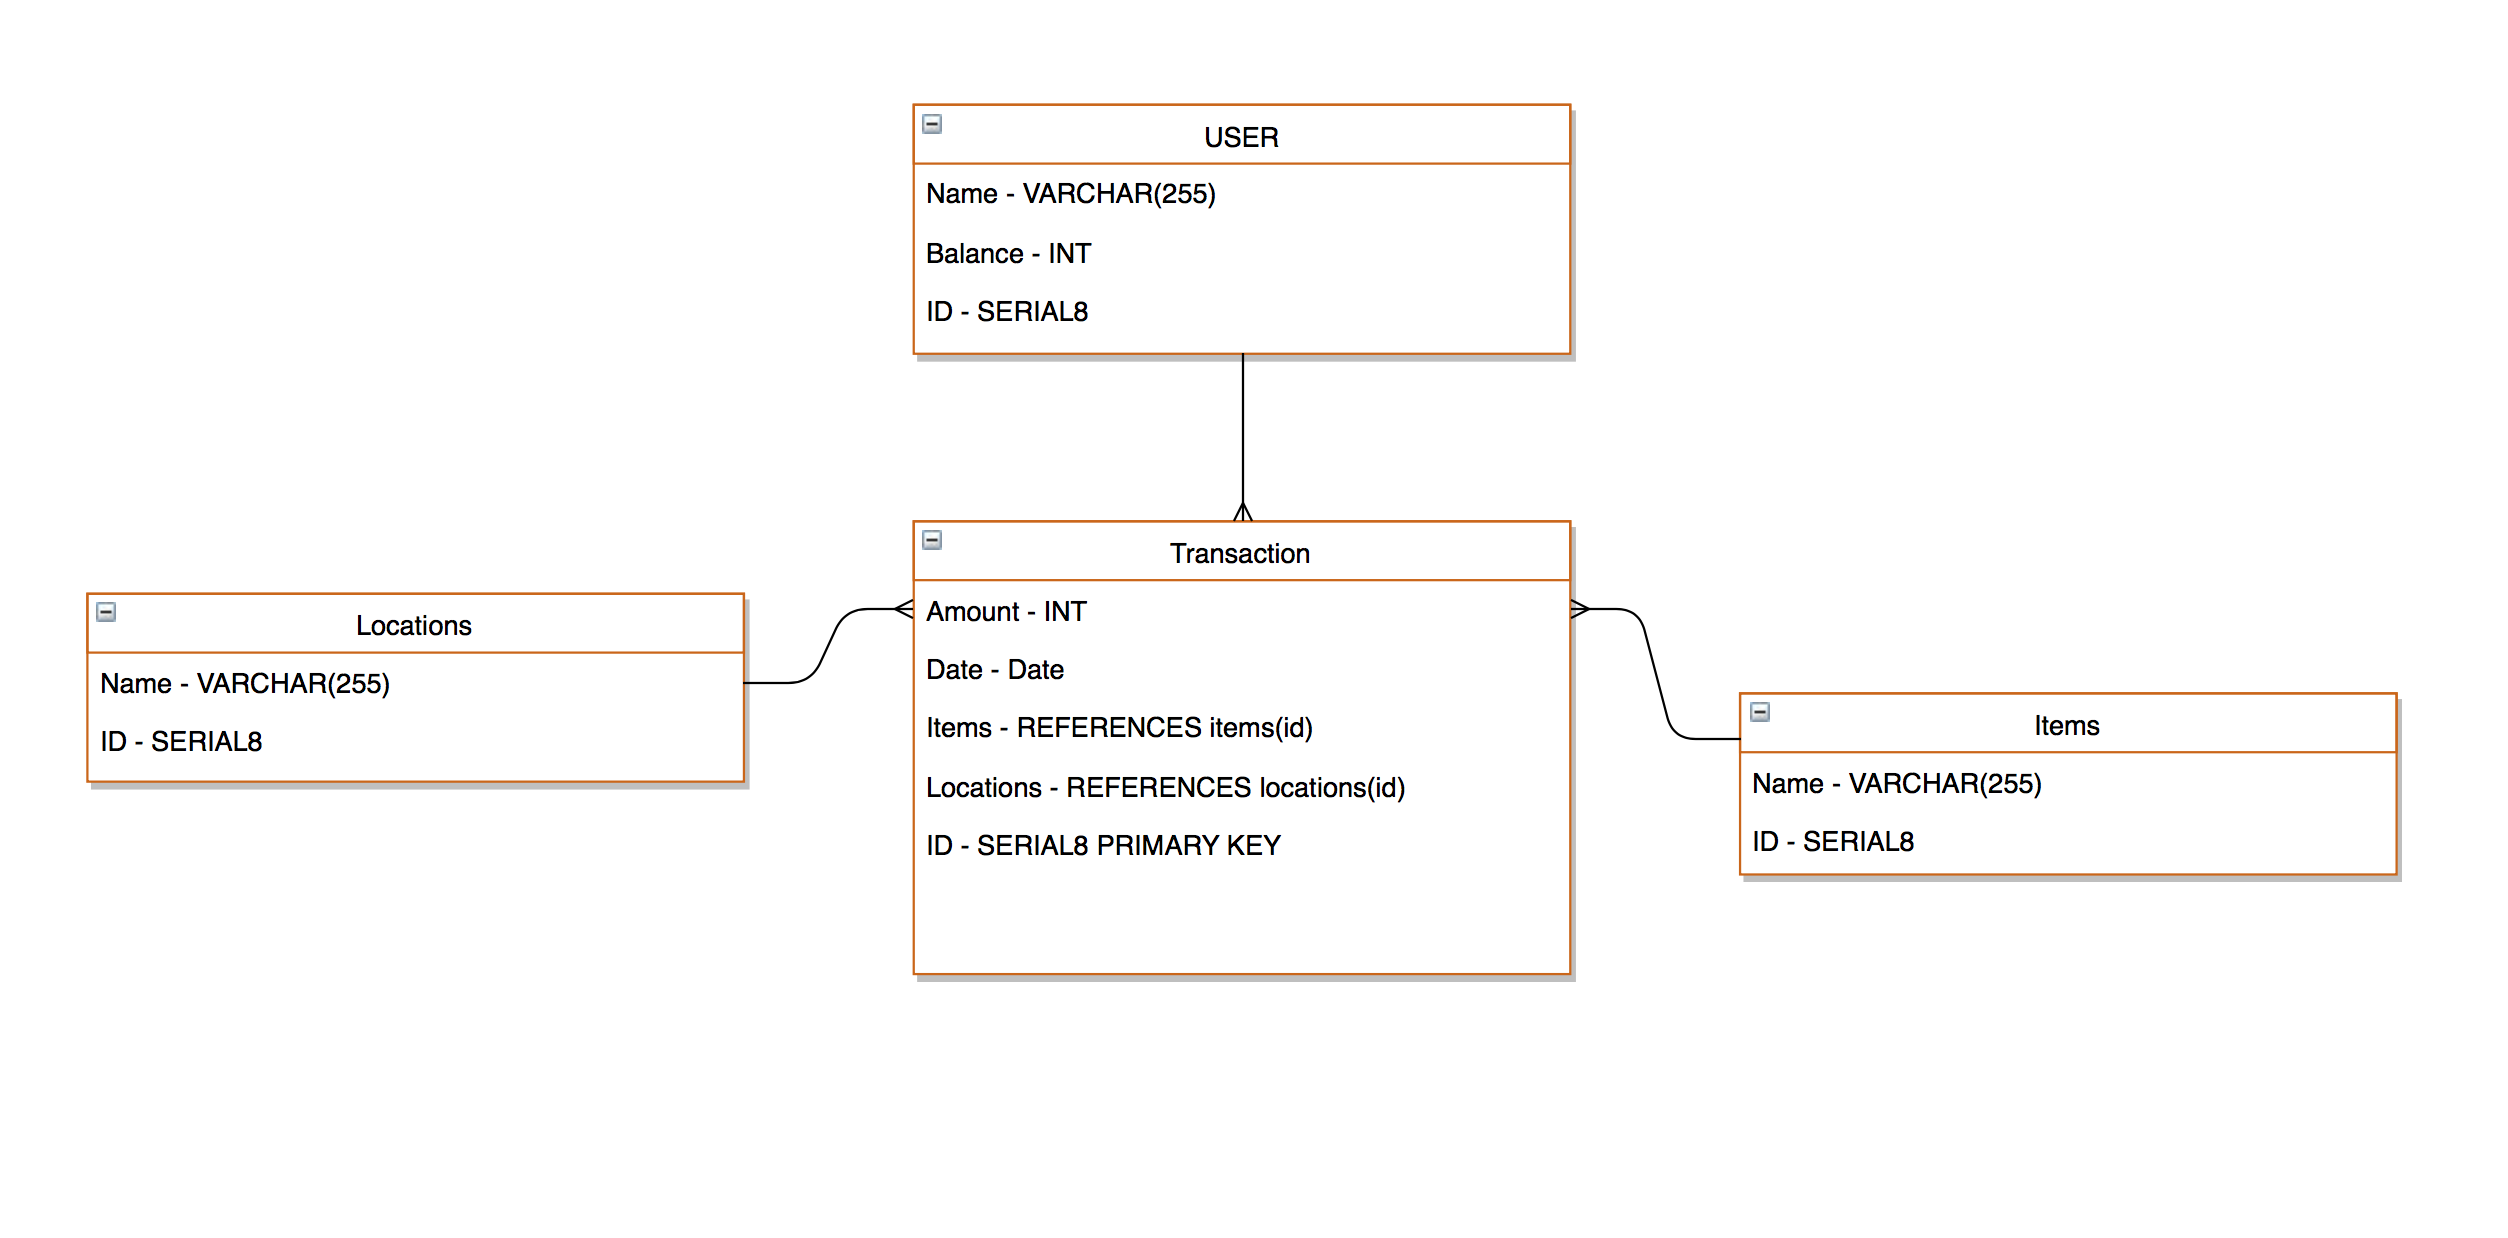 USER
Name - VARCHAR(255)
Balance - INT
ID - SERIAL8
Transaction
Amount - INT
Date - Date
Items - REFERENCES items(id)
Locations - REFERENCES locations(id)
ID - SERIAL8 PRIMARY KEY
Locations
Name - VARCHAR(255)
ID - SERIAL8
Items
Name - VARCHAR(255)
ID - SERIAL8